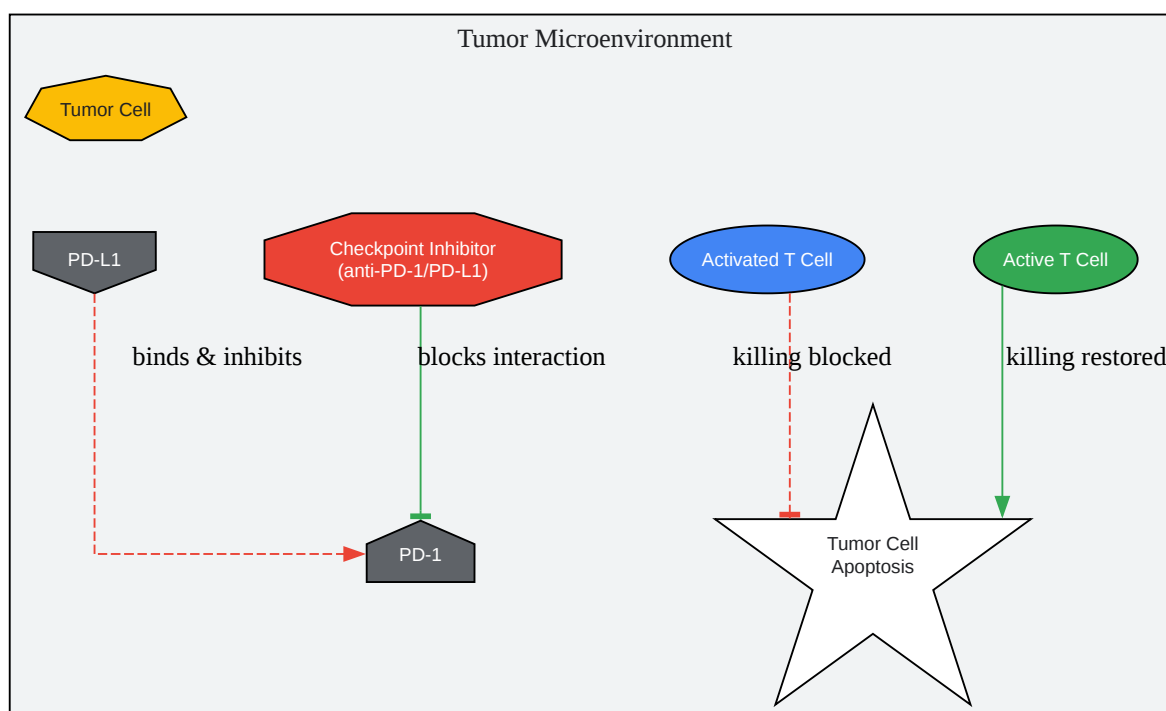 Tumor Microenvironment
Tumor Cell
PD-L1
Checkpoint Inhibitor
(anti-PD-1/PD-L1)
Activated T Cell
Active T Cell
binds & inhibits
blocks interaction
killing blocked
killing restored
PD-1
Tumor Cell
Apoptosis